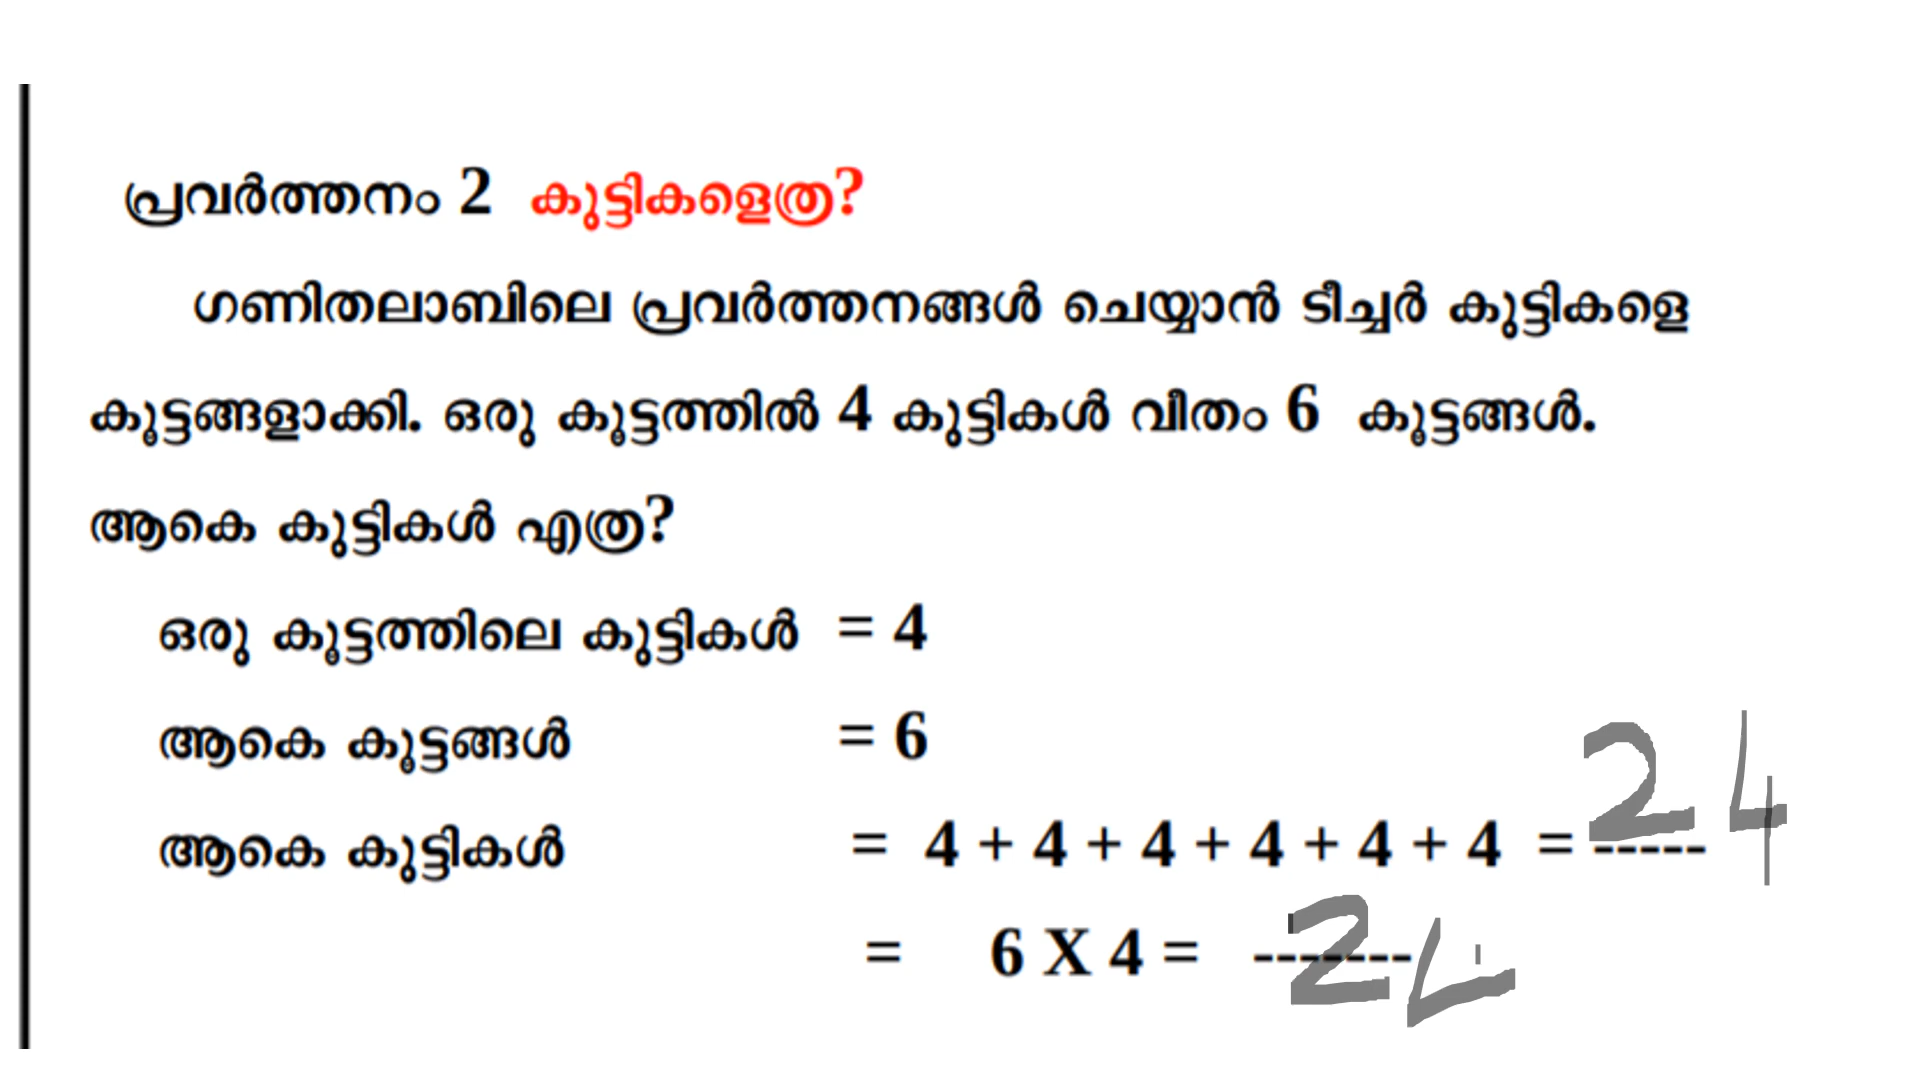 പ്രവർത്തനം 2 കുട്ടികളെത്ര?
ഗണിതലാബിലെ പ്രവർത്തനങ്ങൾ ചെയ്യാൻ ടീച്ചർ കുട്ടികളെ
കൂട്ടങ്ങളാക്കി. ഒരു കൂട്ടത്തിൽ 4 കുട്ടികൾ വീതം 6 കൂട്ടങ്ങൾ.
ആകെ കുട്ടികൾ എത്ര?
ഒരു കൂട്ടത്തിലെ കുട്ടികൾ = 4
ആകെ കൂട്ടങ്ങൾ = 6
ആകെ കുട്ടികൾ = 4 + 4 + 4 + 4 + 4 + 4 = ----- 24
= 6 X 4 = ------- 24